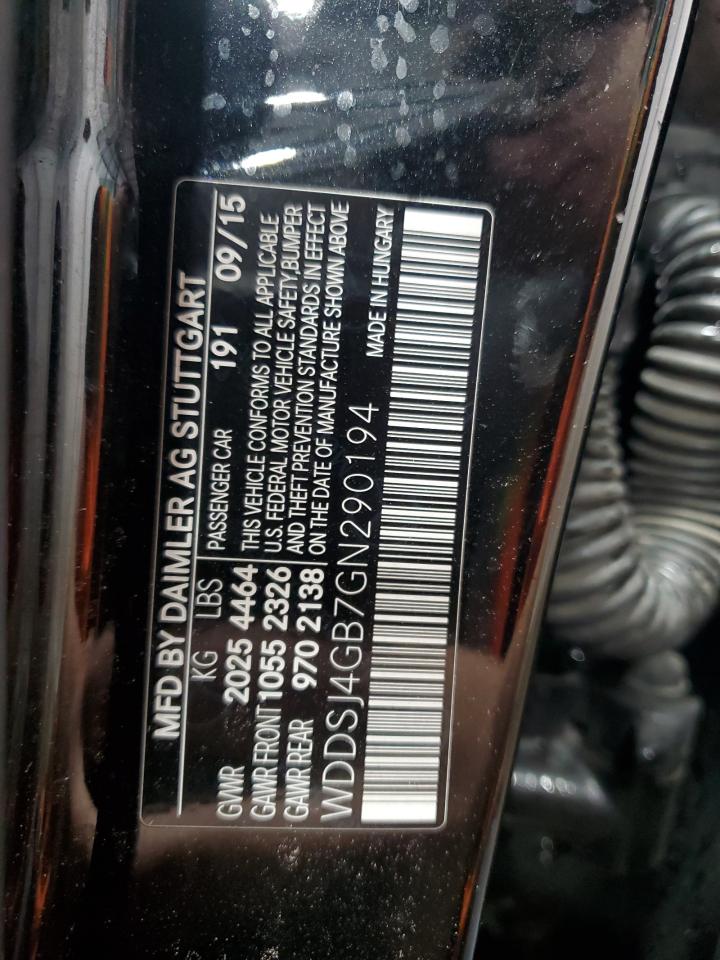 MFD BY DAIMLER AG STUTTGART
KG LBS PASSENGER CAR 191 09/15
GWWR 2025 4464 THIS VEHICLE CONFORMS TO ALL APPLICABLE
GAWR FRONT 1055 2326 U.S. FEDERAL MOTOR VEHICLE SAFETY,BUMPER
GAWR REAR 970 2138 AND THEFT PREVENTION STANDARDS IN EFFECT
ON THE DATE OF MANUFACTURE SHOWN ABOVE
WDDSJ4GB7GN290194 MADE IN HUNGARY